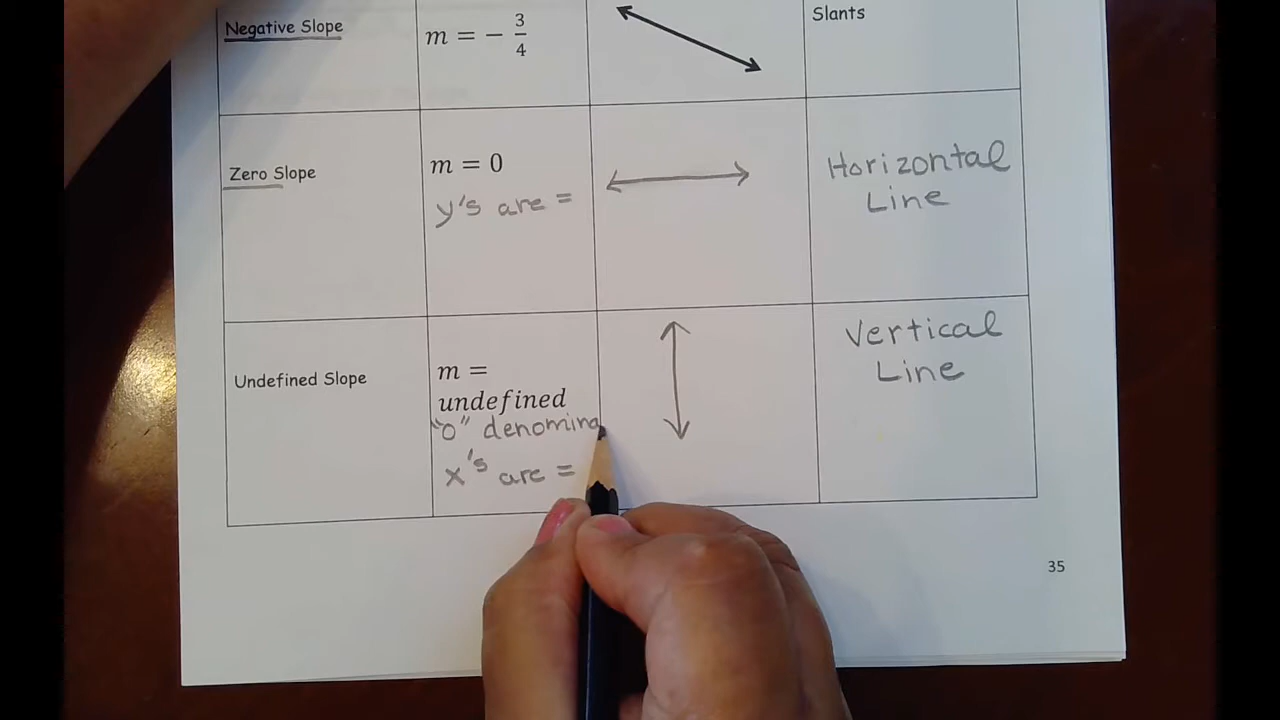 Negative Slope
m = − 3/4
Slants
Zero Slope
m = 0
y's are =
Horizontal
Line
Undefined Slope
m =
undefined
"0" denomina
x's are =
Vertical
Line
35